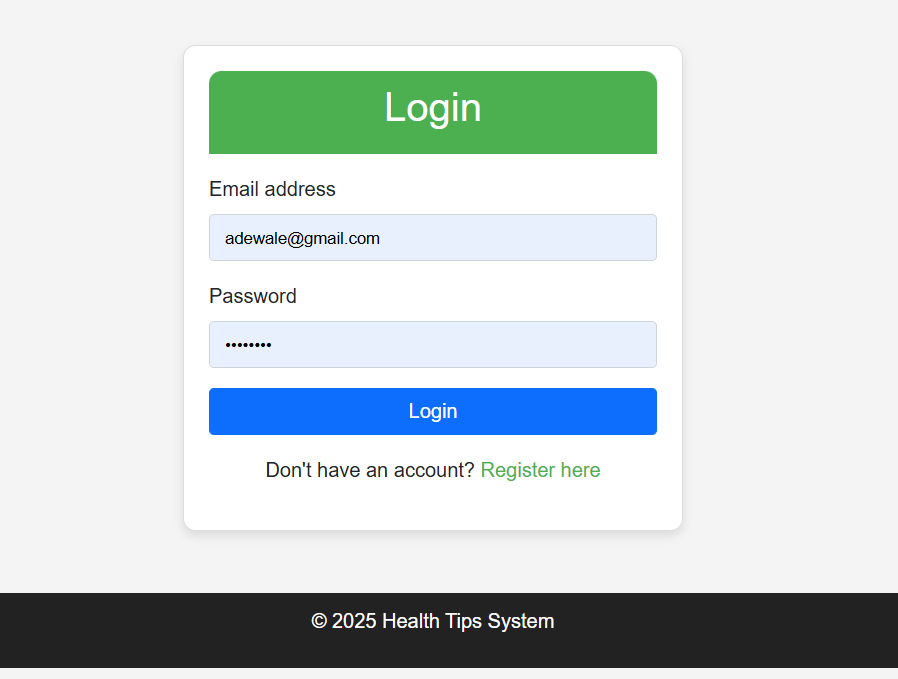 Login
Email address
adewale@gmail.com
Password
••••••••
Login
Don't have an account? Register here
© 2025 Health Tips System